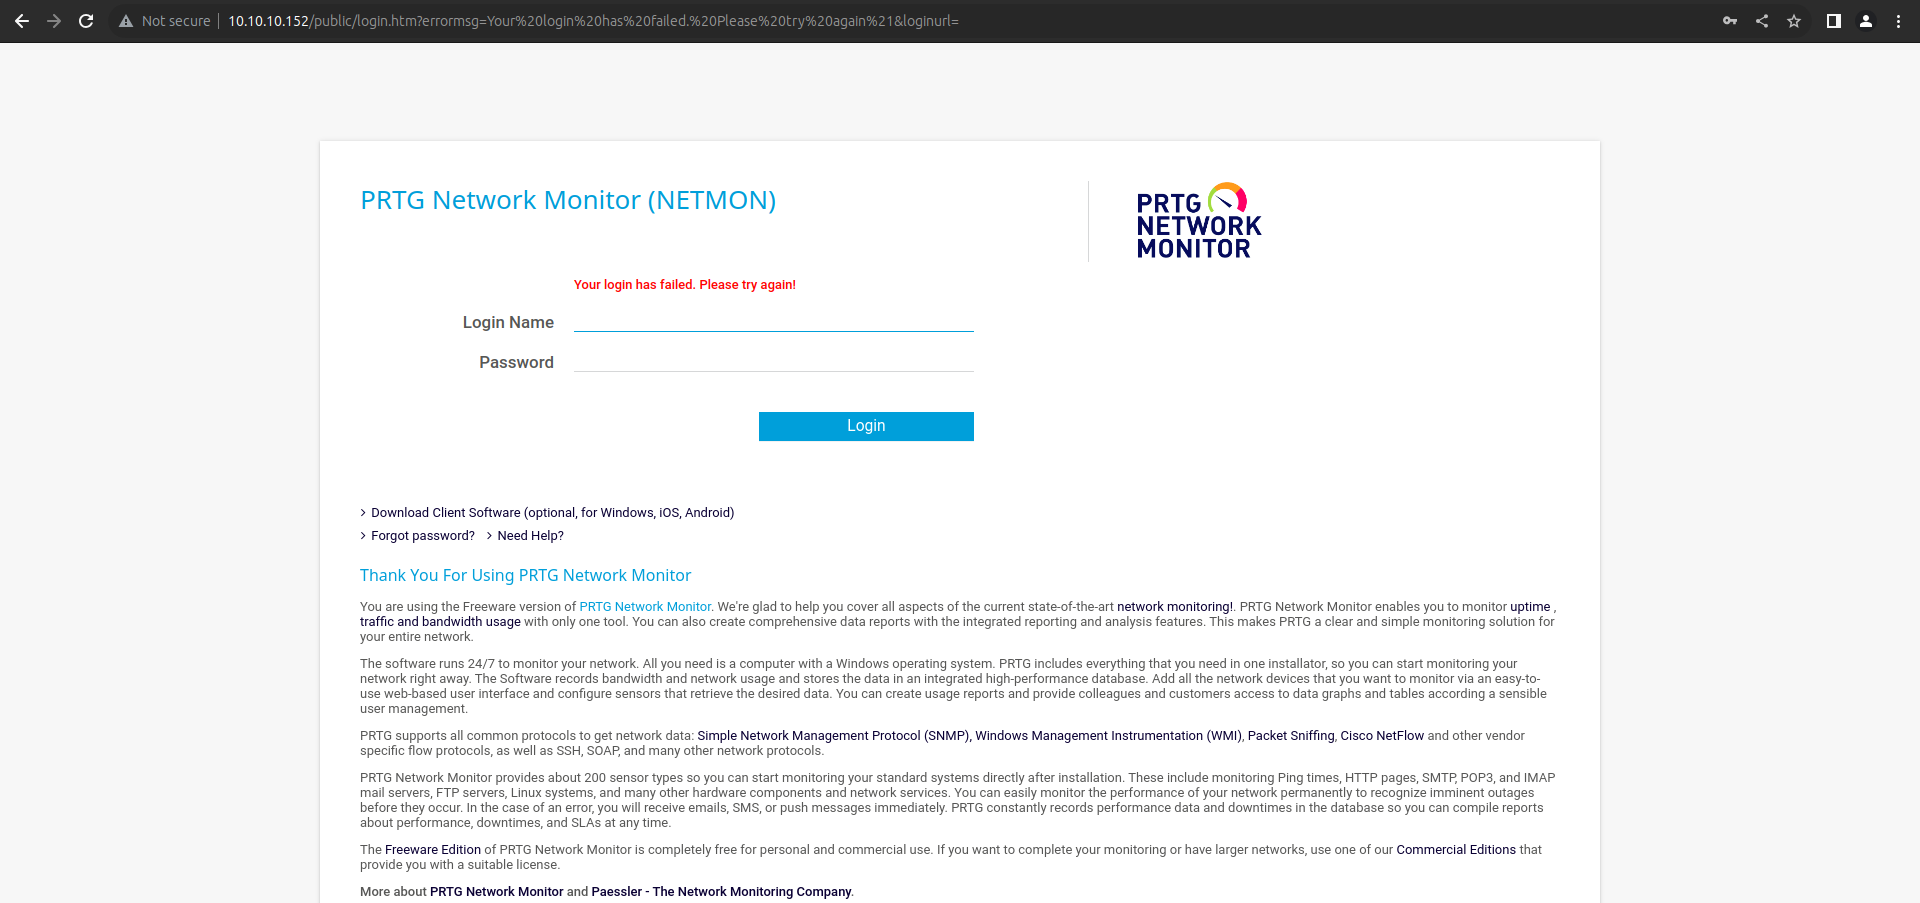 Not secure | 10.10.10.152/public/login.htm?errormsg=Your%20login%20has%20failed.%20Please%20try%20again%21&loginurl=
PRTG Network Monitor (NETMON)
PRTG
NETWORK
MONITOR
Your login has failed. Please try again!
Login Name
Password
Login
Download Client Software (optional, for Windows, iOS, Android)
Forgot password? Need Help?
Thank You For Using PRTG Network Monitor
You are using the Freeware version of PRTG Network Monitor. We're glad to help you cover all aspects of the current state-of-the-art network monitoring!. PRTG Network Monitor enables you to monitor uptime ,
traffic and bandwidth usage with only one tool. You can also create comprehensive data reports with the integrated reporting and analysis features. This makes PRTG a clear and simple monitoring solution for
your entire network.
The software runs 24/7 to monitor your network. All you need is a computer with a Windows operating system. PRTG includes everything that you need in one installator, so you can start monitoring your
network right away. The Software records bandwidth and network usage and stores the data in an integrated high-performance database. Add all the network devices that you want to monitor via an easy-to-
use web-based user interface and configure sensors that retrieve the desired data. You can create usage reports and provide colleagues and customers access to data graphs and tables according a sensible
user management.
PRTG supports all common protocols to get network data: Simple Network Management Protocol (SNMP), Windows Management Instrumentation (WMI), Packet Sniffing, Cisco NetFlow and other vendor
specific flow protocols, as well as SSH, SOAP, and many other network protocols.
PRTG Network Monitor provides about 200 sensor types so you can start monitoring your standard systems directly after installation. These include monitoring Ping times, HTTP pages, SMTP, POP3, and IMAP
mail servers, FTP servers, Linux systems, and many other hardware components and network services. You can easily monitor the performance of your network permanently to recognize imminent outages
before they occur. In the case of an error, you will receive emails, SMS, or push messages immediately. PRTG constantly records performance data and downtimes in the database so you can compile reports
about performance, downtimes, and SLAs at any time.
The Freeware Edition of PRTG Network Monitor is completely free for personal and commercial use. If you want to complete your monitoring or have larger networks, use one of our Commercial Editions that
provide you with a suitable license.
More about PRTG Network Monitor and Paessler - The Network Monitoring Company.